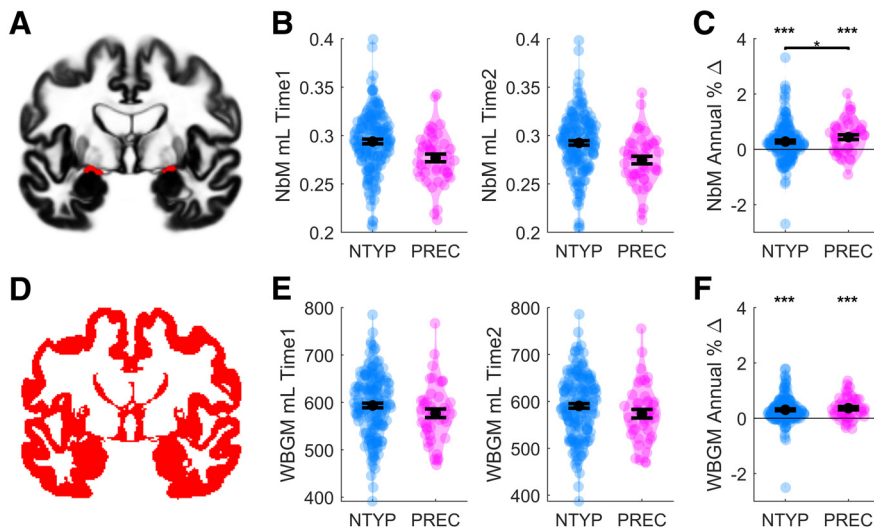 A
B
C
NbM mL Time1
0.4
0.35
0.3
0.25
0.2
NTYP PREC
NbM mL Time2
0.4
0.35
0.3
0.25
0.2
NTYP PREC
NbM Annual % Δ
*** ***
*
4
2
0
-2
NTYP PREC
D
E
F
WBGM mL Time1
800
700
600
500
400
NTYP PREC
WBGM mL Time2
800
700
600
500
400
NTYP PREC
WBGM Annual % Δ
*** ***
4
2
0
-2
NTYP PREC